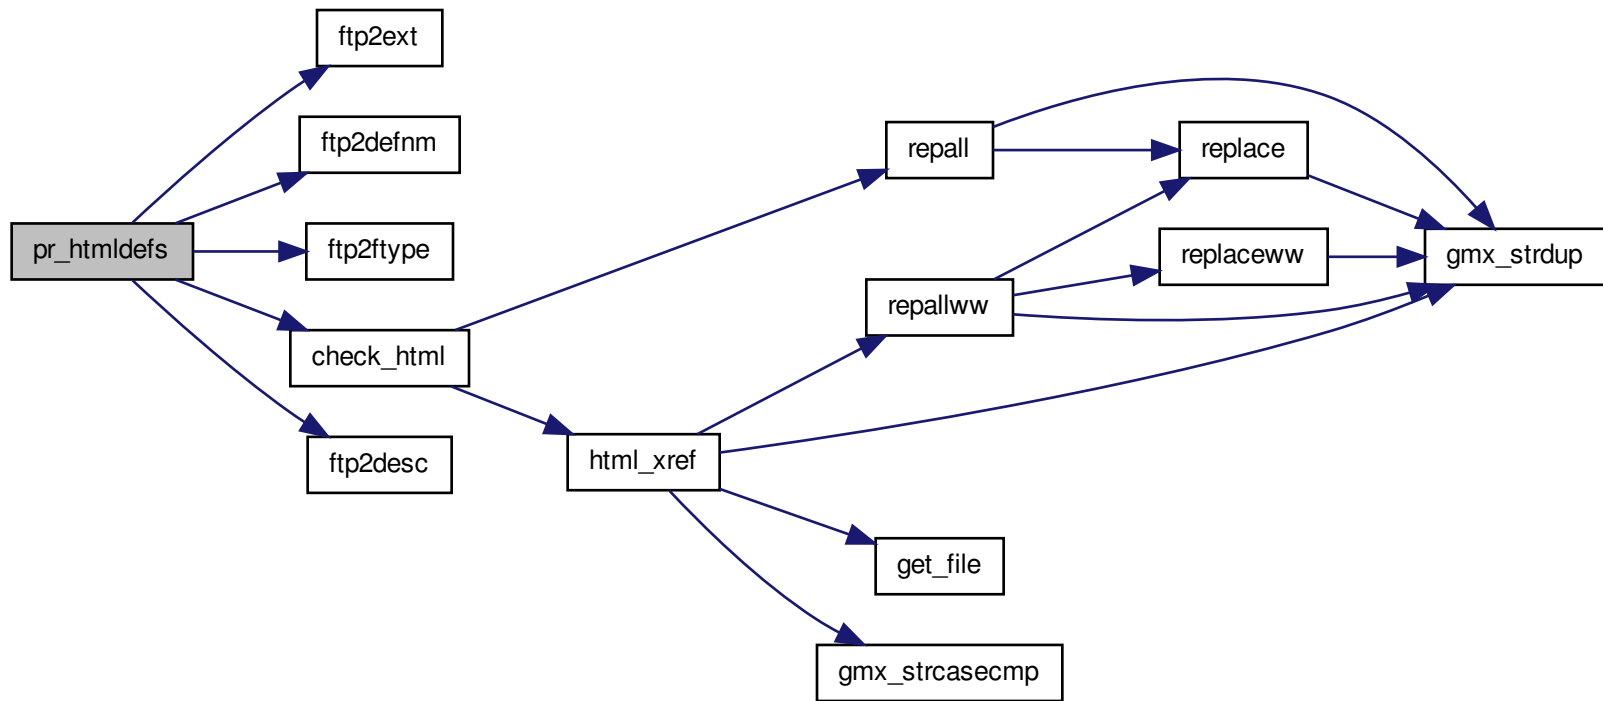 pr_htmldefs
ftp2ext
ftp2defnm
ftp2ftype
check_html
ftp2desc
html_xref
repall
repallww
get_file
gmx_strcasecmp
replace
replaceww
gmx_strdup